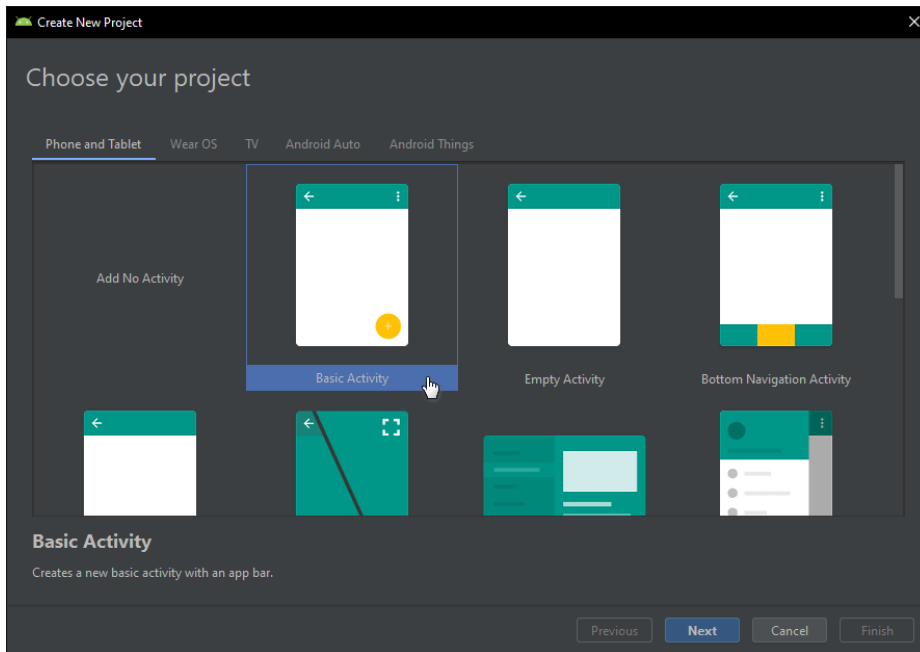 Create New Project
Choose your project
Phone and Tablet Wear OS TV Android Auto Android Things
Add No Activity
Basic Activity
Empty Activity
Bottom Navigation Activity
Basic Activity
Creates a new basic activity with an app bar.
Previous Next Cancel Finish